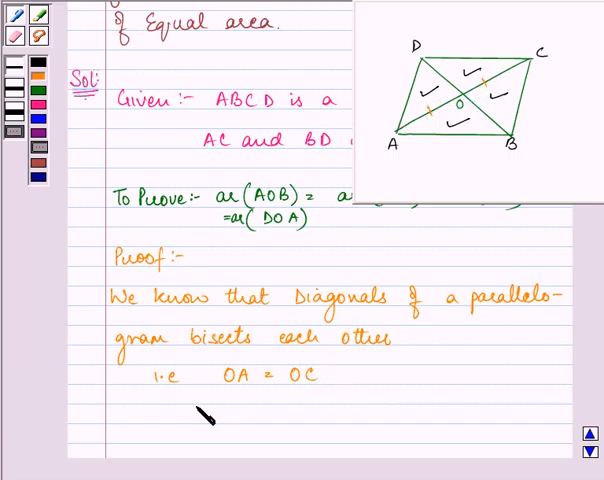 of Equal area.
Sol:
Given :- ABCD is a
AC and BD
To Prove:- ar (AOB) =
= ar (DOA)
Proof :-
We know that Diagonals of a parallelo-
gram bisects each other
i.e OA = OC
D C
O
A B